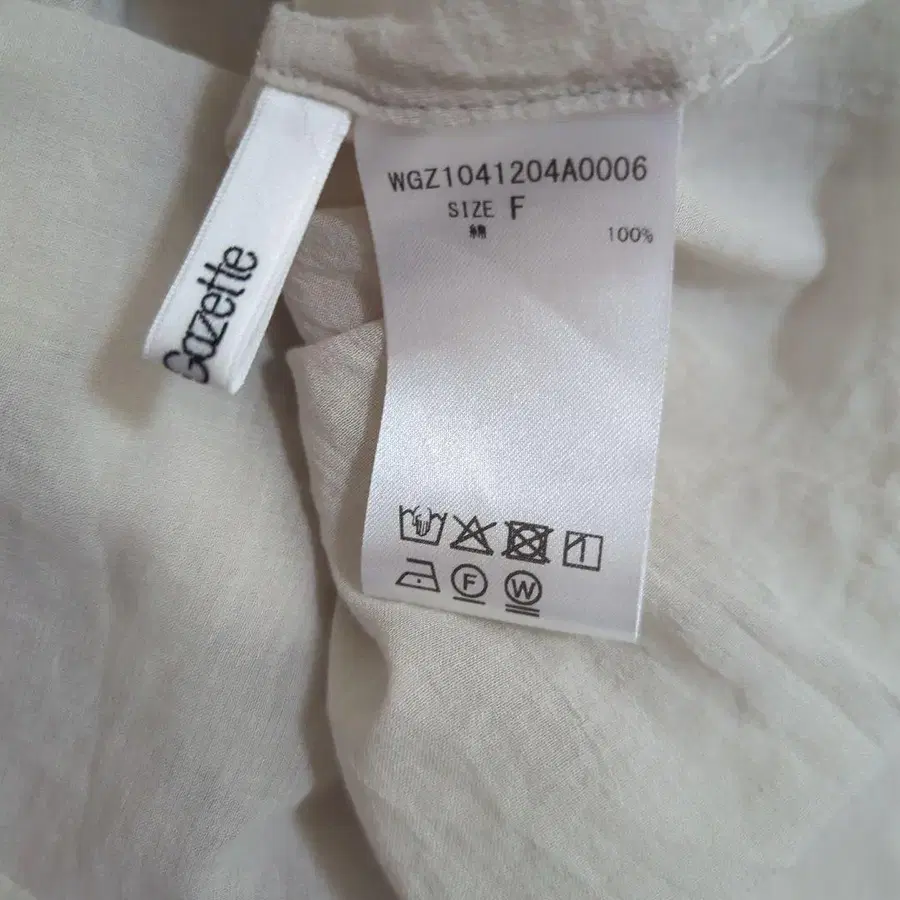 Gazette
WGZ1041204A0006
SIZE F
綿 100%
F
W